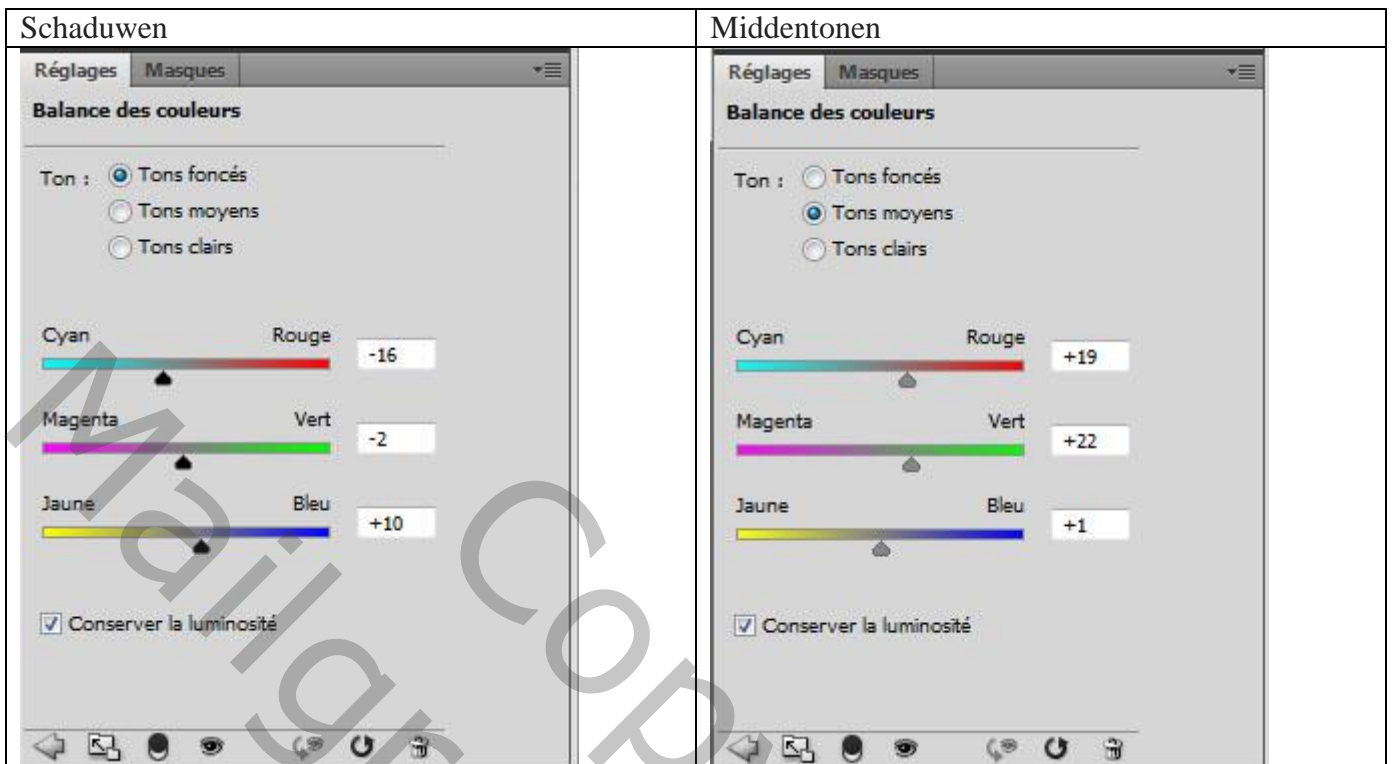 Schaduwen
Réglages Masques
Balance des couleurs
Ton : Tons foncés
Tons moyens
Tons clairs
Cyan Rouge -16
Magenta Vert -2
Jaune Bleu +10
Conserver la luminosité
Middentonen
Réglages Masques
Balance des couleurs
Ton : Tons foncés
Tons moyens
Tons clairs
Cyan Rouge +19
Magenta Vert +22
Jaune Bleu +1
Conserver la luminosité